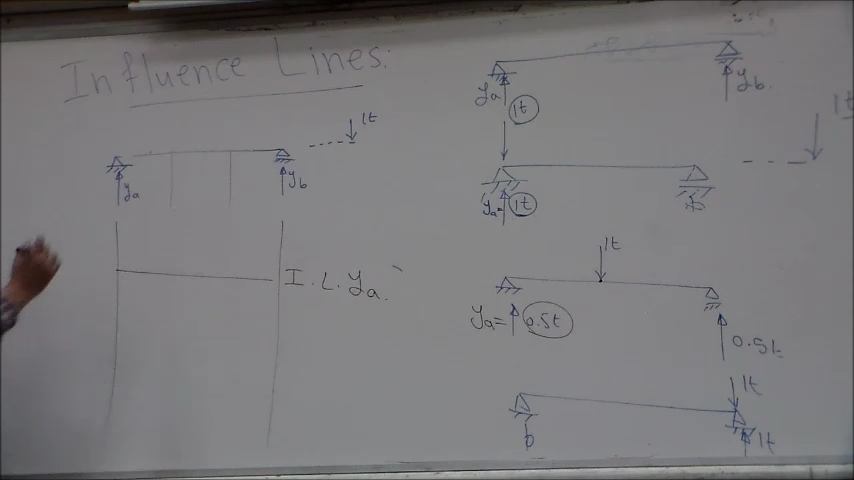 Influence Lines:
1t
ya
yb
I.L. ya
ya
1t
yb.
1t
ya=
1t
1t
ya=
0.5t
0.5t
1t
0
1t